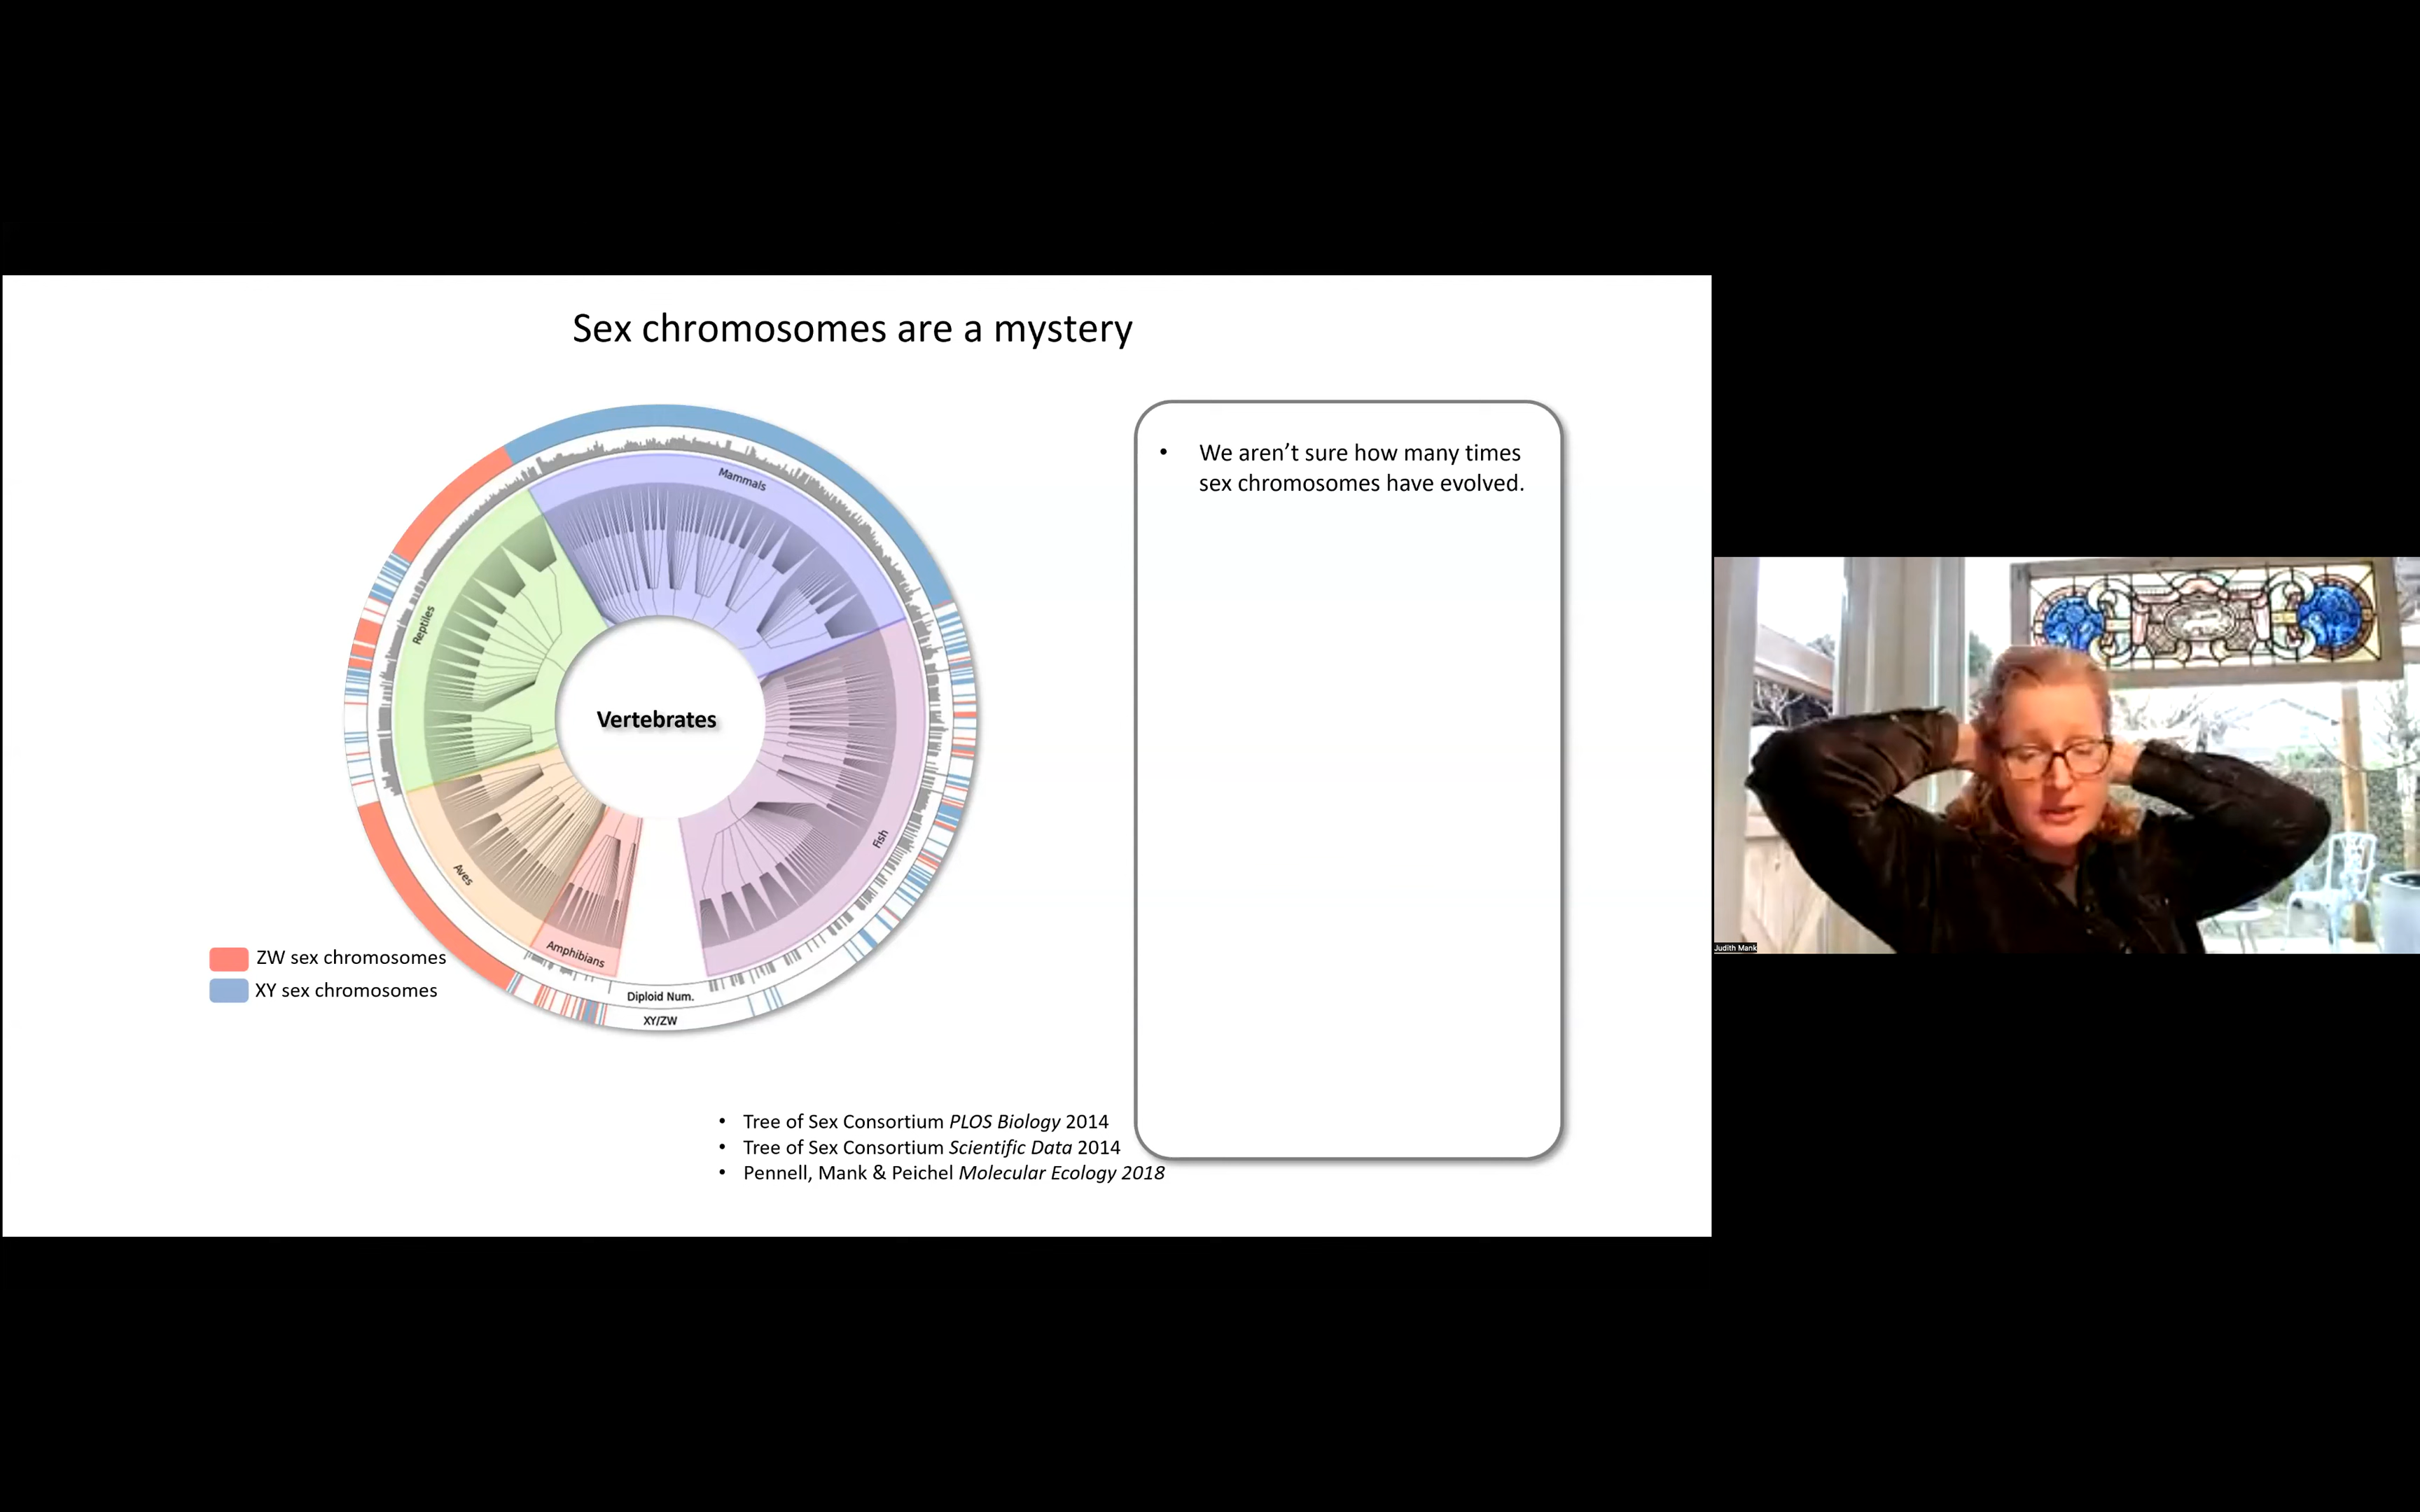 Sex chromosomes are a mystery
Mammals
Reptiles
Vertebrates
Fish
Aves
Amphibians
Diploid Num.
XY/ZW
ZW sex chromosomes
XY sex chromosomes
• We aren’t sure how many times
sex chromosomes have evolved.
• Tree of Sex Consortium PLOS Biology 2014
• Tree of Sex Consortium Scientific Data 2014
• Pennell, Mank & Peichel Molecular Ecology 2018
Judith Mank